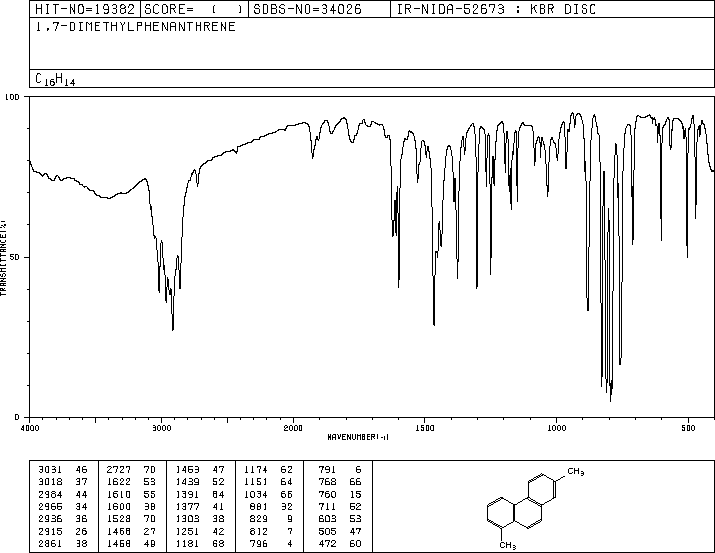 HIT-NO=19382 SCORE= ( ) SDBS-NO=34026 IR-NIDA-52673 : KBR DISC
1,7-DIMETHYLPHENANTHRENE
C16H14
100
50
0
TRANSMITTANCE(%)
4000 3000 2000 1500 1000 500
WAVENUMBER(-1)
3031 46 2727 70 1453 47 1174 62 791 6
3018 37 1622 53 1439 52 1151 64 768 66
2984 44 1610 55 1391 84 1034 66 760 15
2965 34 1600 38 1377 41 881 32 711 52
2936 36 1528 70 1303 38 829 9 603 53
2915 26 1468 27 1251 42 812 7 505 47
2861 38 1458 49 1181 68 796 4 472 60
CH3
CH3